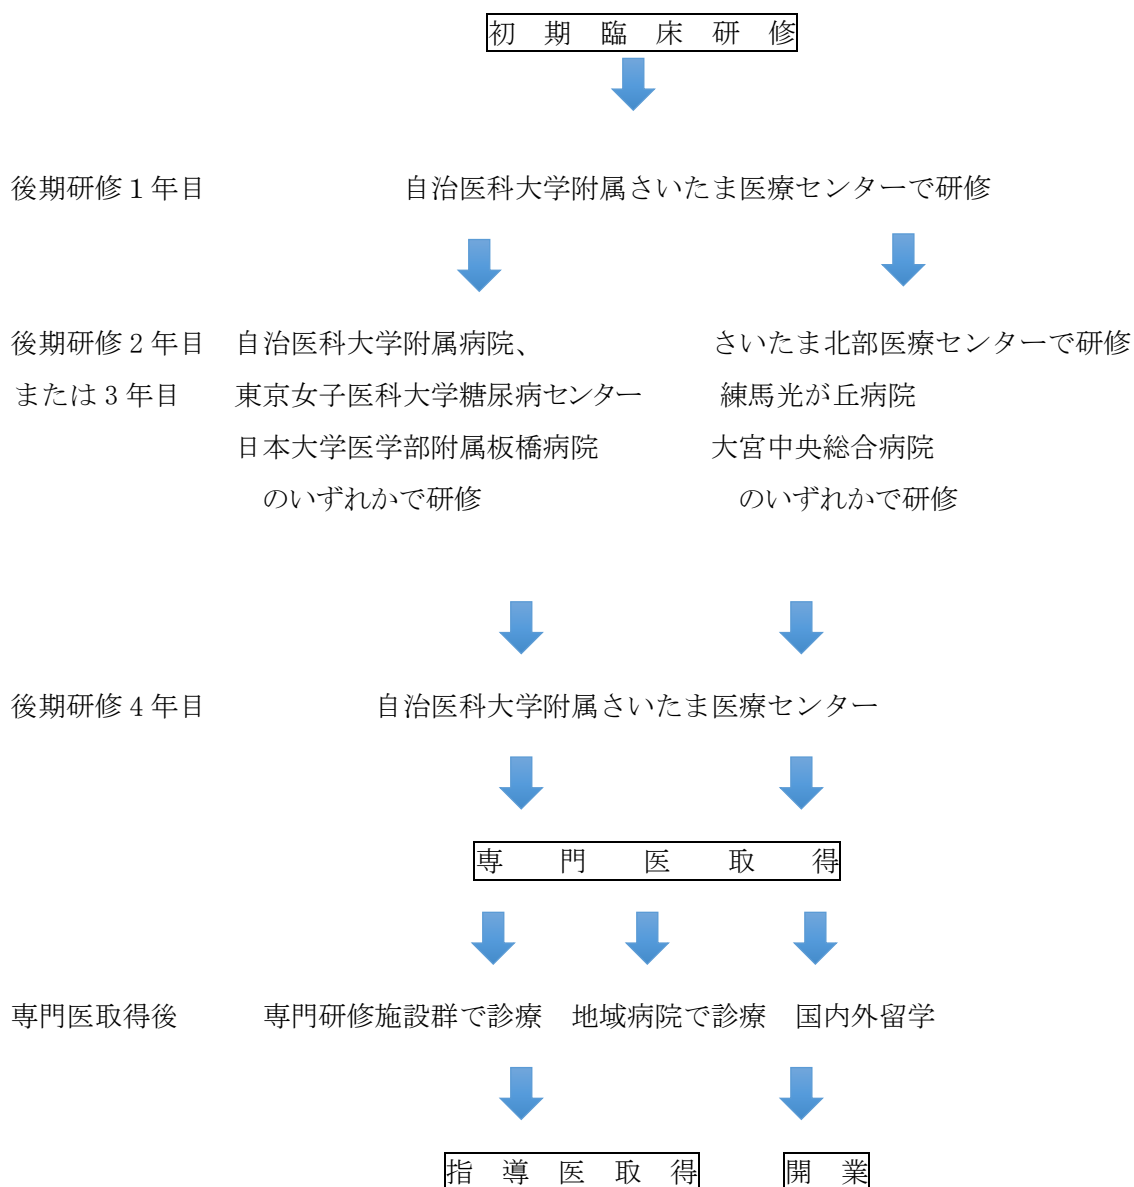 初期臨床研修
後期研修１年目 自治医科大学附属さいたま医療センターで研修
後期研修 2 年目 自治医科大学附属病院、 さいたま北部医療センターで研修
または 3 年目 東京女子医科大学糖尿病センター 練馬光が丘病院
日本大学医学部附属板橋病院 大宮中央総合病院
のいずれかで研修 のいずれかで研修
後期研修 4 年目 自治医科大学附属さいたま医療センター
専門医取得
専門医取得後 専門研修施設群で診療 地域病院で診療 国内外留学
指導医取得 開業